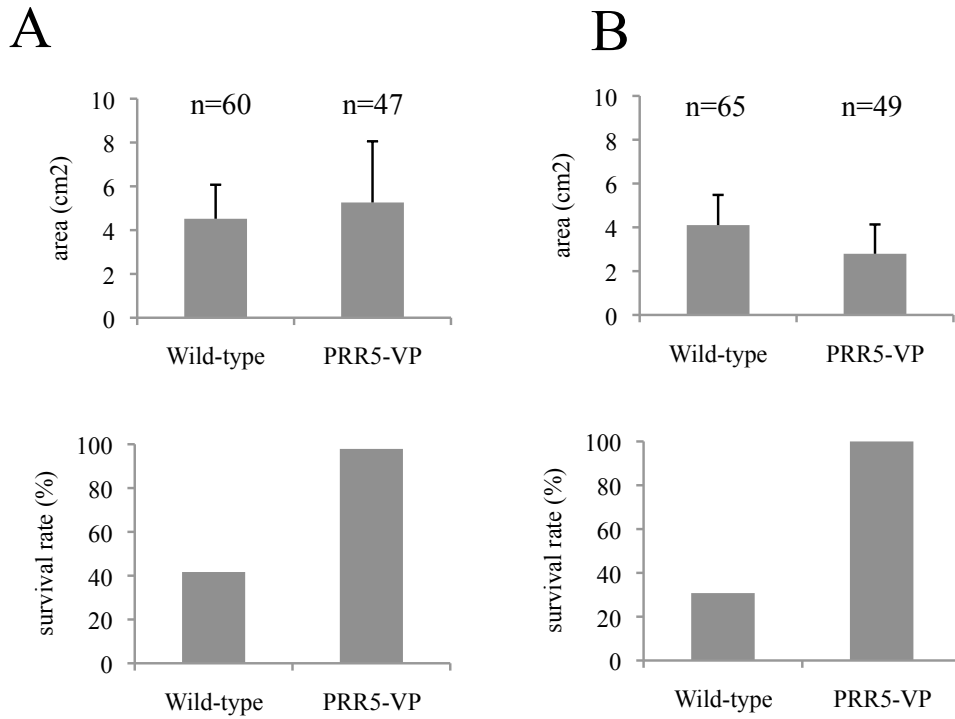 A
n=60 n=47
area (cm2)
10
8
6
4
2
0
Wild-type PRR5-VP
survival rate (%)
100
80
60
40
20
0
Wild-type PRR5-VP
B
n=65 n=49
area (cm2)
10
8
6
4
2
0
Wild-type PRR5-VP
survival rate (%)
100
80
60
40
20
0
Wild-type PRR5-VP